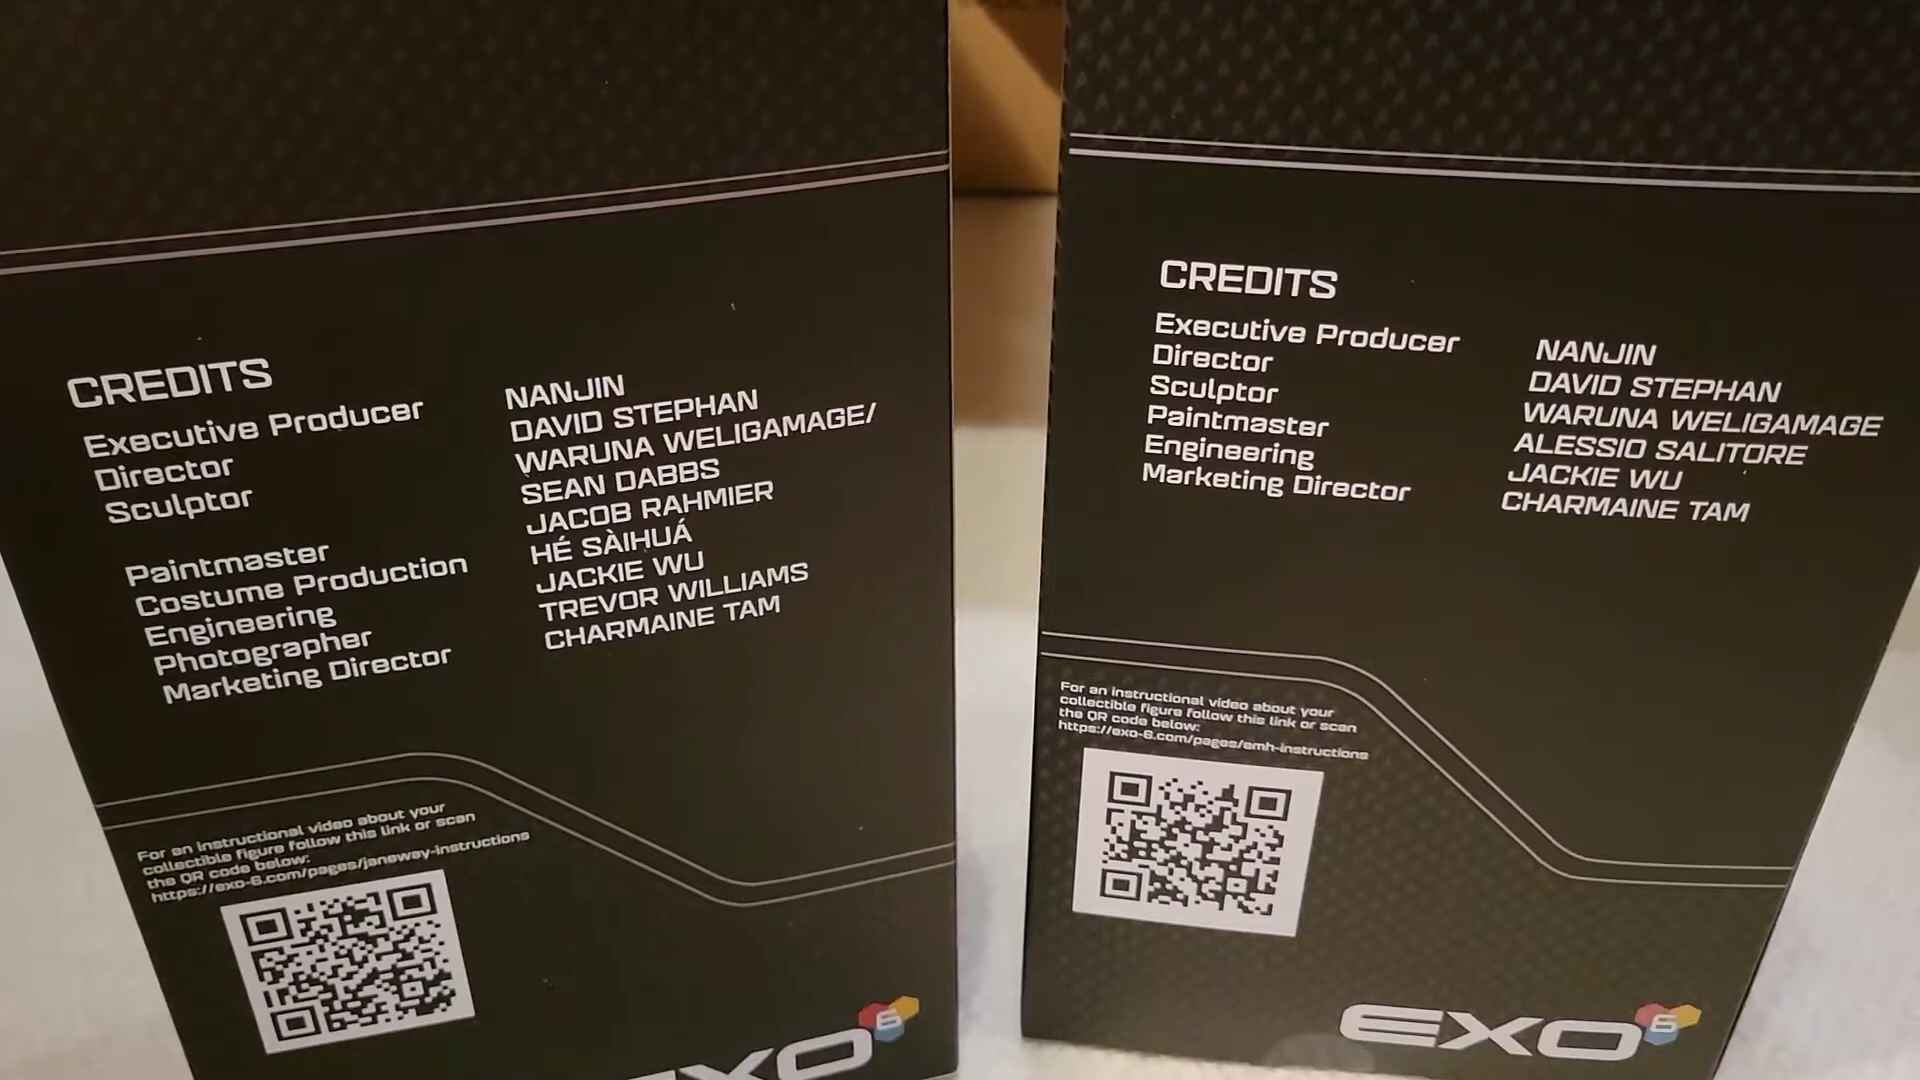 CREDITS
Executive Producer NANJIN
Director DAVID STEPHAN
Sculptor WARUNA WELIGAMAGE/
SEAN DABBS
Paintmaster JACOB RAHMIER
Costume Production HÉ SÀIHUÁ
Engineering JACKIE WU
Photographer TREVOR WILLIAMS
Marketing Director CHARMAINE TAM
For an instructional video about your
collectible figure follow this link or scan
the QR code below:
https://exo-6.com/pages/janeway-instructions
EXO 6
CREDITS
Executive Producer NANJIN
Director DAVID STEPHAN
Sculptor WARUNA WELIGAMAGE
Paintmaster ALESSIO SALITORE
Engineering JACKIE WU
Marketing Director CHARMAINE TAM
For an instructional video about your
collectible figure follow this link or scan
the QR code below:
https://exo-6.com/pages/emh-instructions
EXO 6